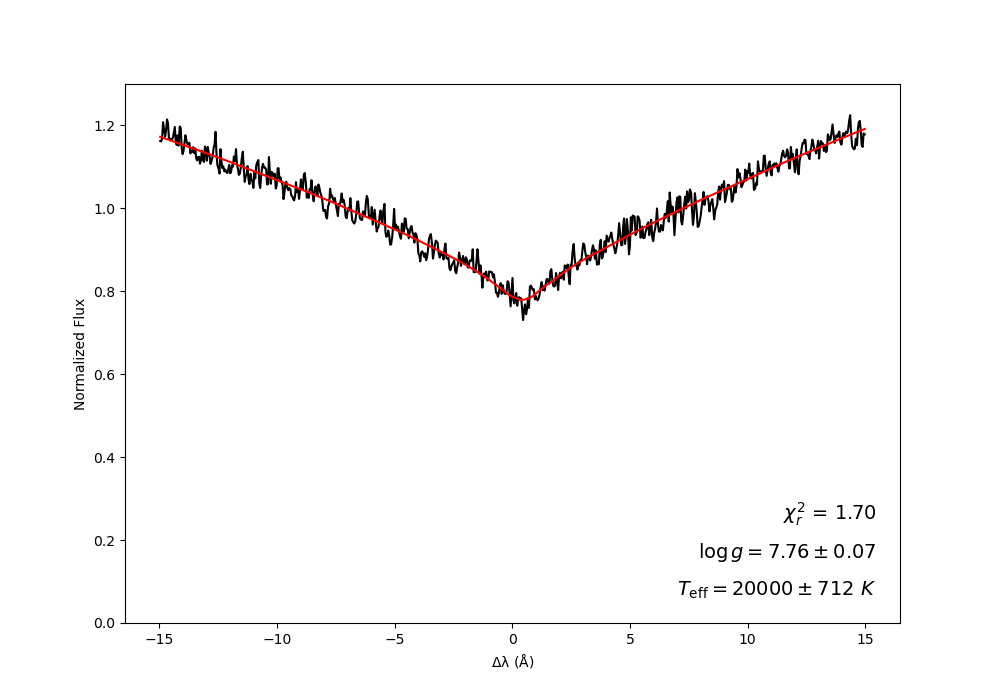 1.2
1.0
0.8
0.6
0.4
0.2
0.0
Normalized Flux
χ²ᵣ = 1.70
log g = 7.76 ± 0.07
T_eff = 20000 ± 712 K
−15 −10 −5 0 5 10 15
Δλ (Å)